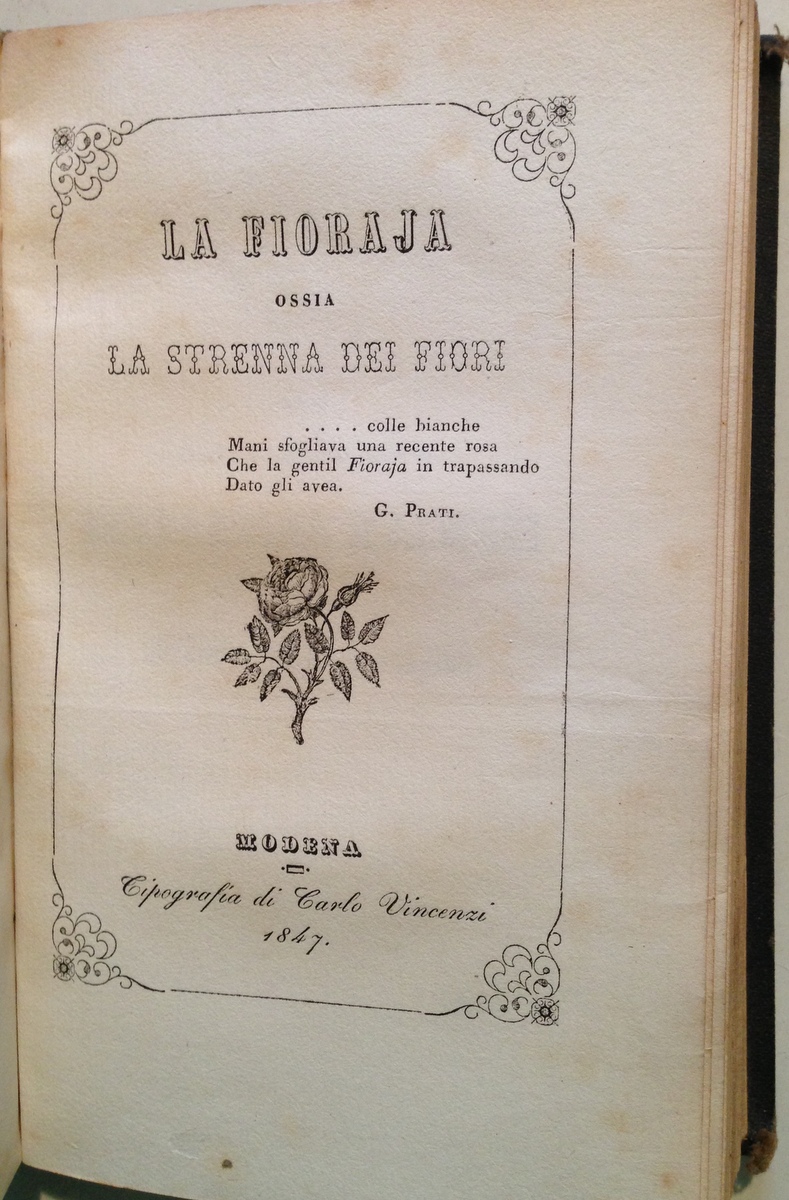 LA FIORAJA
OSSIA
LA STRENNA DEI FIORI
. . . . colle bianche
Mani sfogliava una recente rosa
Che la gentil Fioraja in trapassando
Dato gli avea.
G. PRATI.
MODENA
Tipografia di Carlo Vincenzi
1847.